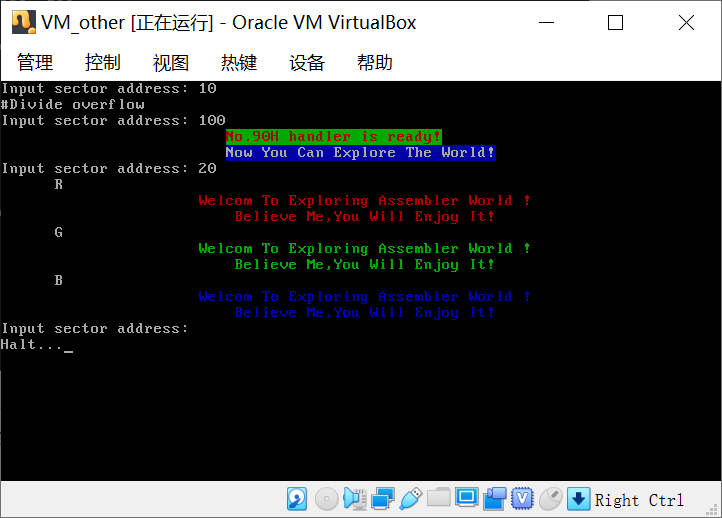 VM_other [正在运行] - Oracle VM VirtualBox
管理 控制 视图 热键 设备 帮助
Input sector address: 10
#Divide overflow
Input sector address: 100
No.90H handler is ready!
Now You Can Explore The World!
Input sector address: 20
R
Welcom To Exploring Assembler World !
Believe Me,You Will Enjoy It!
G
Welcom To Exploring Assembler World !
Believe Me,You Will Enjoy It!
B
Welcom To Exploring Assembler World !
Believe Me,You Will Enjoy It!
Input sector address:
Halt..._
Right Ctrl